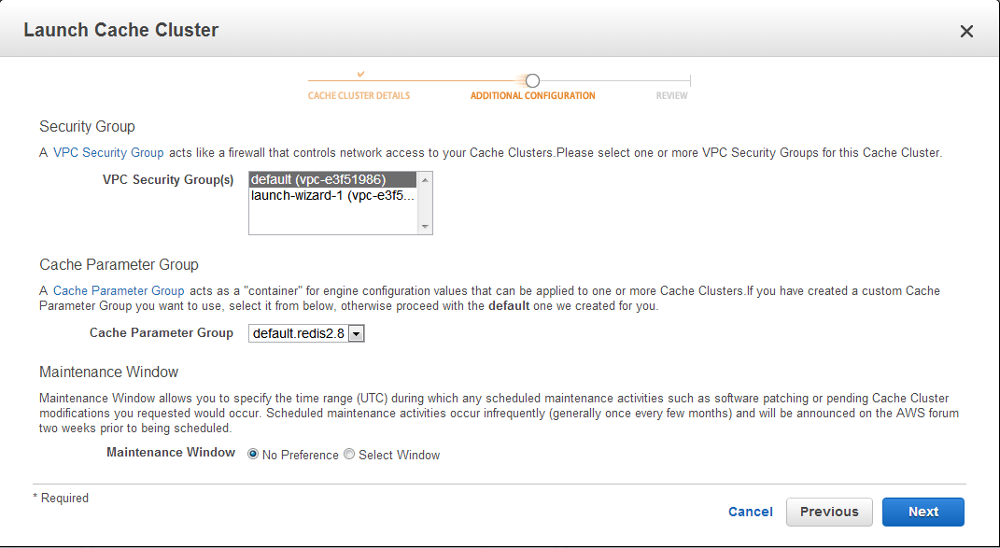 Launch Cache Cluster
CACHE CLUSTER DETAILS
ADDITIONAL CONFIGURATION
REVIEW
Security Group
A VPC Security Group acts like a firewall that controls network access to your Cache Clusters.Please select one or more VPC Security Groups for this Cache Cluster.
VPC Security Group(s)
default (vpc-e3f51986)
launch-wizard-1 (vpc-e3f5...
Cache Parameter Group
A Cache Parameter Group acts as a "container" for engine configuration values that can be applied to one or more Cache Clusters.If you have created a custom Cache
Parameter Group you want to use, select it from below, otherwise proceed with the default one we created for you.
Cache Parameter Group
default.redis2.8
Maintenance Window
Maintenance Window allows you to specify the time range (UTC) during which any scheduled maintenance activities such as software patching or pending Cache Cluster
modifications you requested would occur. Scheduled maintenance activities occur infrequently (generally once every few months) and will be announced on the AWS forum
two weeks prior to being scheduled.
Maintenance Window
No Preference
Select Window
* Required
Cancel
Previous
Next